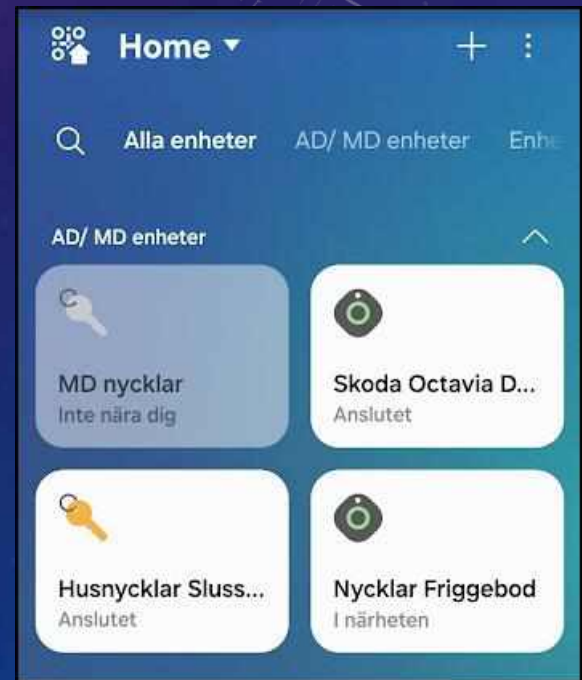 Home
Alla enheter AD/ MD enheter Enhe
AD/ MD enheter
MD nycklar
Inte nära dig
Skoda Octavia D...
Anslutet
Husnycklar Sluss...
Anslutet
Nycklar Friggebod
I närheten